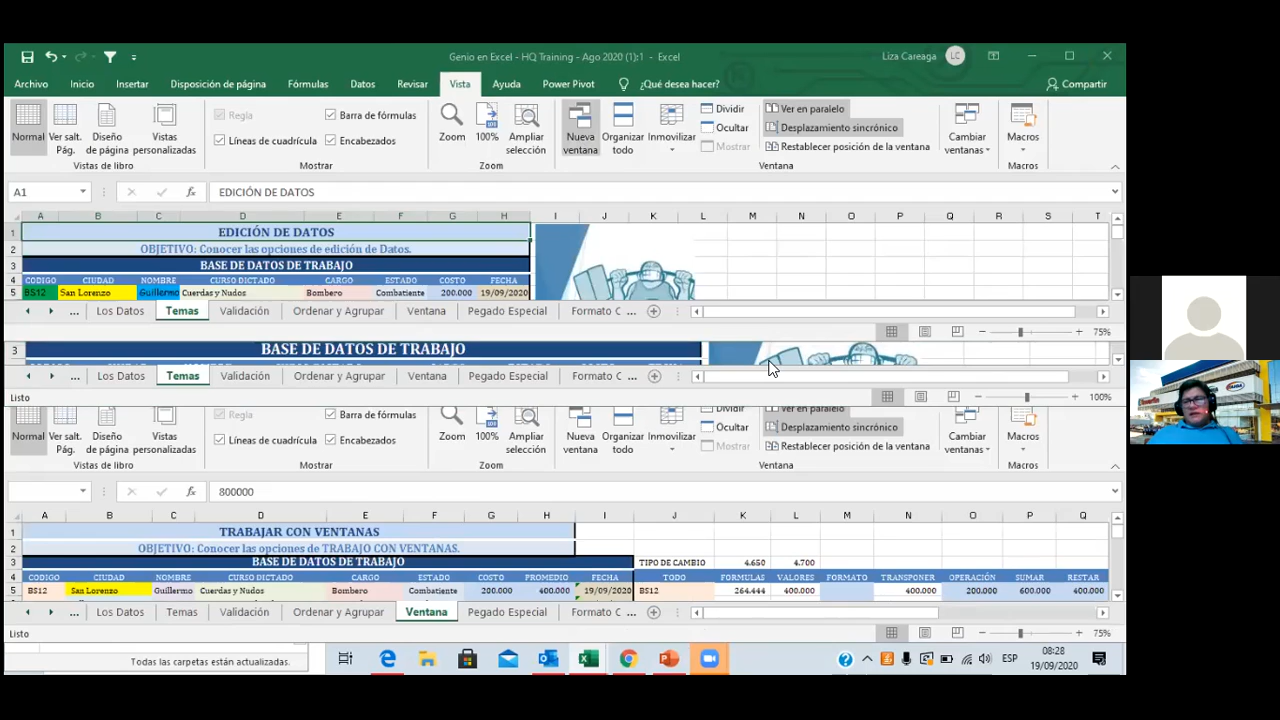 Genio en Excel - HQ Training - Ago 2020 (1):1 - Excel
Liza Careaga LC
Archivo Inicio Insertar Disposición de página Fórmulas Datos Revisar Vista Ayuda Power Pivot ¿Qué desea hacer? Compartir
Normal Ver salt. Pág. Diseño de página Vistas personalizadas
Vistas de libro
Regla Barra de fórmulas
Líneas de cuadrícula Encabezados
Mostrar
Zoom 100% Ampliar selección
Zoom
Nueva ventana Organizar todo Inmovilizar
Dividir
Ocultar
Mostrar
Ver en paralelo
Desplazamiento sincrónico
Restablecer posición de la ventana
Cambiar ventanas
Ventana
Macros
Macros
A1 fx EDICIÓN DE DATOS
A B C D E F G H I J K L M N O P Q R S T
1 EDICIÓN DE DATOS
2 OBJETIVO: Conocer las opciones de edición de Datos.
3 BASE DE DATOS DE TRABAJO
4 CODIGO CIUDAD NOMBRE CURSO DICTADO CARGO ESTADO COSTO FECHA
5 BS12 San Lorenzo Guillermo Cuerdas y Nudos Bombero Combatiente 200.000 19/09/2020
... Los Datos Temas Validación Ordenar y Agrupar Ventana Pegado Especial Formato C ...
75%
3 BASE DE DATOS DE TRABAJO
... Los Datos Temas Validación Ordenar y Agrupar Ventana Pegado Especial Formato C ...
Listo 100%
Normal Ver salt. Pág. Diseño de página Vistas personalizadas
Vistas de libro
Regla Barra de fórmulas
Líneas de cuadrícula Encabezados
Mostrar
Zoom 100% Ampliar selección
Zoom
Nueva ventana Organizar todo Inmovilizar
Dividir
Ocultar
Mostrar
Ver en paralelo
Desplazamiento sincrónico
Restablecer posición de la ventana
Cambiar ventanas
Ventana
Macros
Macros
fx 800000
A B C D E F G H I J K L M N O P Q
1 TRABAJAR CON VENTANAS
2 OBJETIVO: Conocer las opciones de TRABAJO CON VENTANAS.
3 BASE DE DATOS DE TRABAJO TIPO DE CAMBIO 4.650 4.700
4 CODIGO CIUDAD NOMBRE CURSO DICTADO CARGO ESTADO COSTO PROMEDIO FECHA TODO FORMULAS VALORES FORMATO TRANSPONER OPERACIÓN SUMAR RESTAR
5 BS12 San Lorenzo Guillermo Cuerdas y Nudos Bombero Combatiente 200.000 400.000 19/09/2020 BS12 264.444 400.000 400.000 200.000 600.000 400.000
... Los Datos Temas Validación Ordenar y Agrupar Ventana Pegado Especial Formato C ...
Listo 75%
Todas las carpetas están actualizadas.
ESP
08:28
19/09/2020